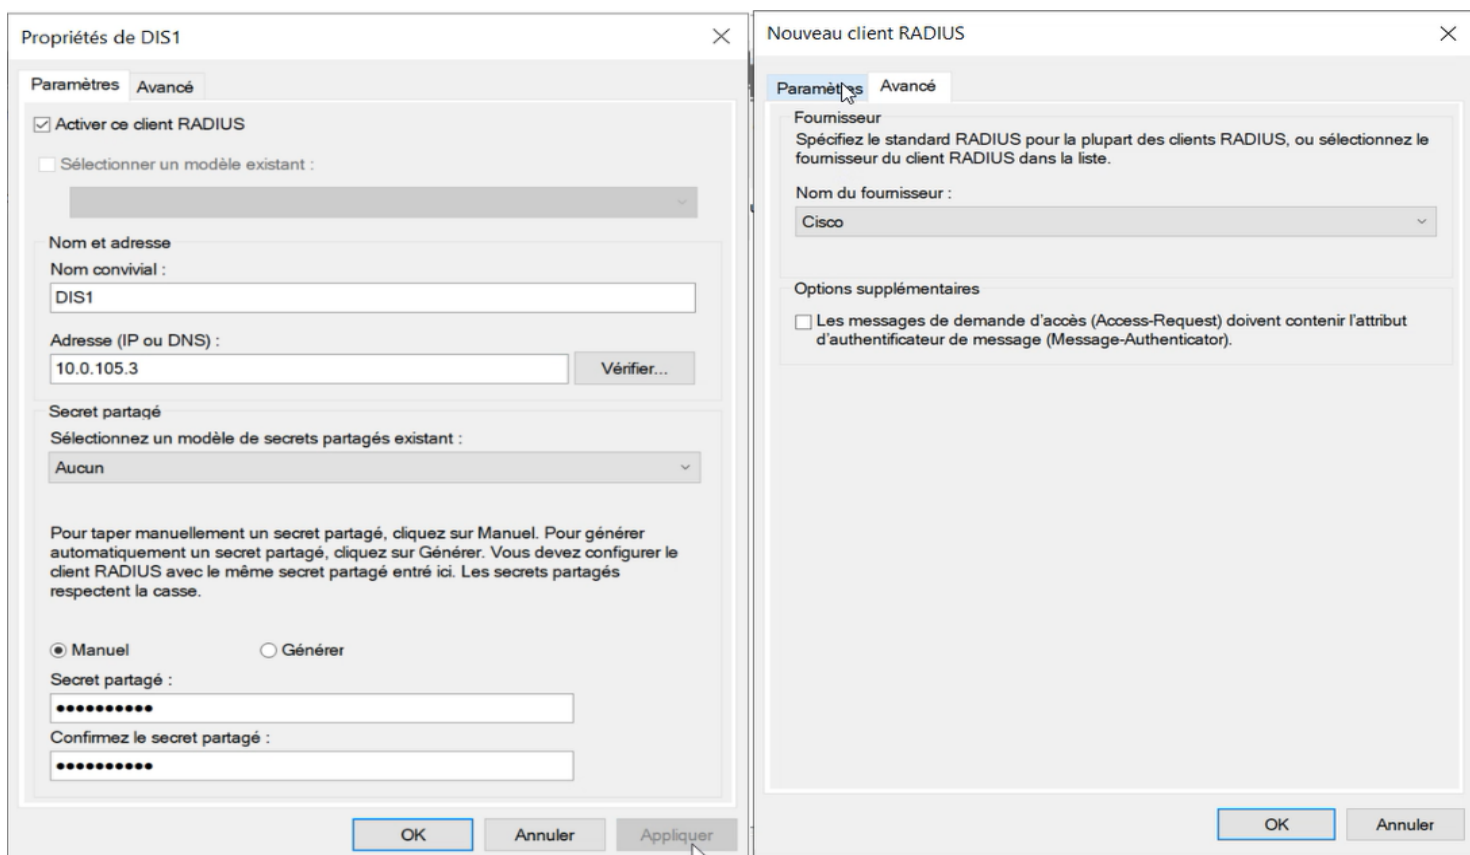 Propriétés de DIS1
Paramètres
Avancé
Activer ce client RADIUS
Sélectionner un modèle existant :
Nom et adresse
Nom convivial :
DIS1
Adresse (IP ou DNS) :
10.0.105.3
Vérifier...
Secret partagé
Sélectionnez un modèle de secrets partagés existant :
Aucun
Pour taper manuellement un secret partagé, cliquez sur Manuel. Pour générer
automatiquement un secret partagé, cliquez sur Générer. Vous devez configurer le
client RADIUS avec le même secret partagé entré ici. Les secrets partagés
respectent la casse.
Manuel
Générer
Secret partagé :
••••••••••
Confirmez le secret partagé :
••••••••••
OK
Annuler
Appliquer
Nouveau client RADIUS
Paramètres
Avancé
Fournisseur
Spécifiez le standard RADIUS pour la plupart des clients RADIUS, ou sélectionnez le
fournisseur du client RADIUS dans la liste.
Nom du fournisseur :
Cisco
Options supplémentaires
Les messages de demande d'accès (Access-Request) doivent contenir l'attribut
d'authentificateur de message (Message-Authenticator).
OK
Annuler